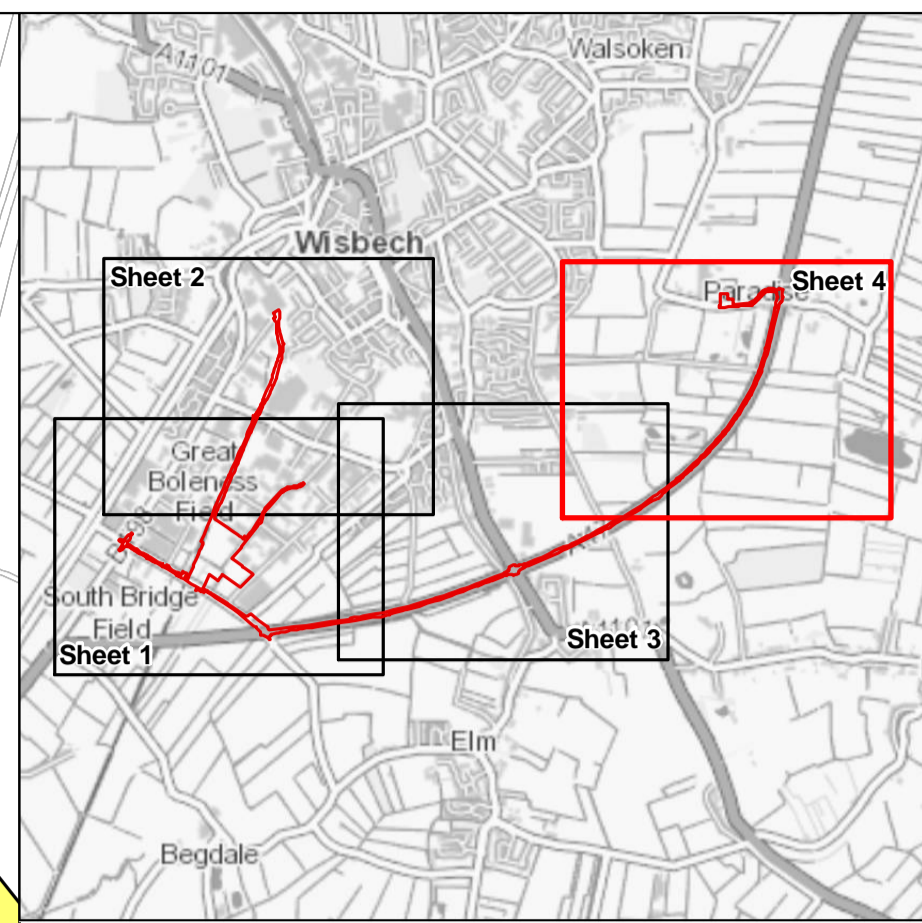 Walsoken
A1101
Wisbech
Sheet 2
Paradise
Sheet 4
Great
Boleness
Field
South Bridge
Field
Sheet 1
Sheet 3
Elm
Begdale